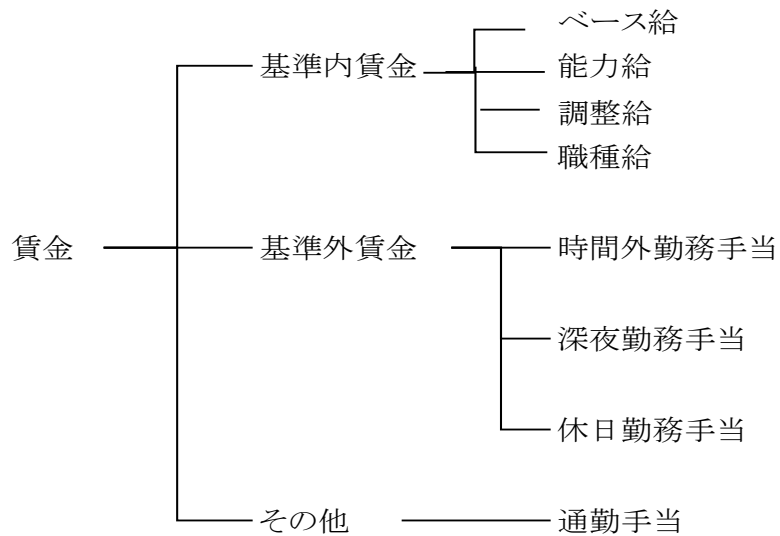 ベース給
基準内賃金
能力給
調整給
職種給
賃金
基準外賃金
時間外勤務手当
深夜勤務手当
休日勤務手当
その他
通勤手当